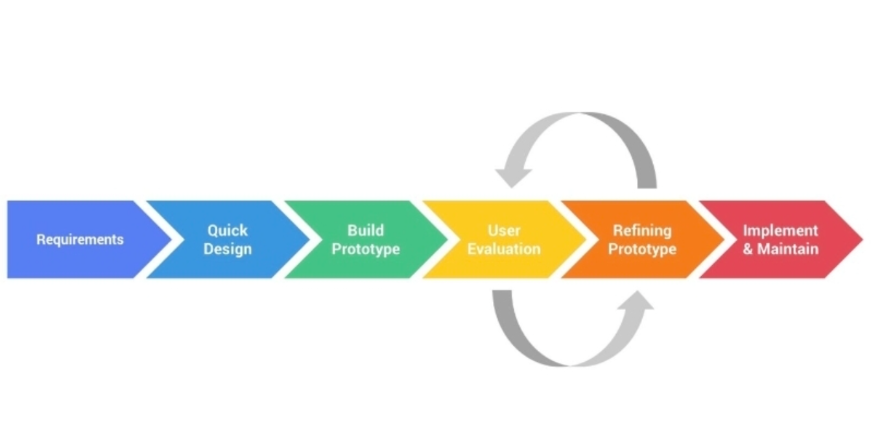 Requirements
Quick
Design
Build
Prototype
User
Evaluation
Refining
Prototype
Implement
& Maintain